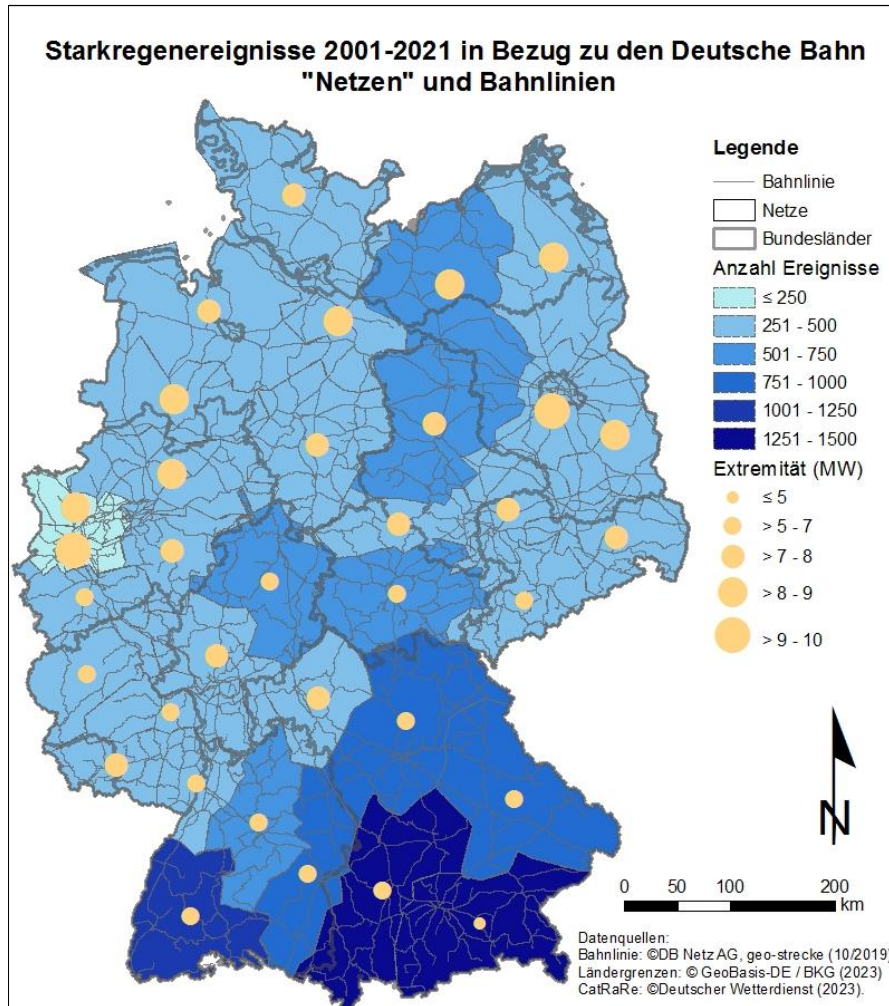 Starkregenereignisse 2001-2021 in Bezug zu den Deutsche Bahn
"Netzen" und Bahnlinien
Legende
Bahnlinie
Netze
Bundesländer
Anzahl Ereignisse
≤ 250
251 - 500
501 - 750
751 - 1000
1001 - 1250
1251 - 1500
Extremität (MW)
≤ 5
> 5 - 7
> 7 - 8
> 8 - 9
> 9 - 10
N
0 50 100 200
km
Datenquellen:
Bahnlinie: ©DB Netz AG, geo-strecke (10/2019)
Ländergrenzen: © GeoBasis-DE / BKG (2023)
CatRaRe: ©Deutscher Wetterdienst (2023).